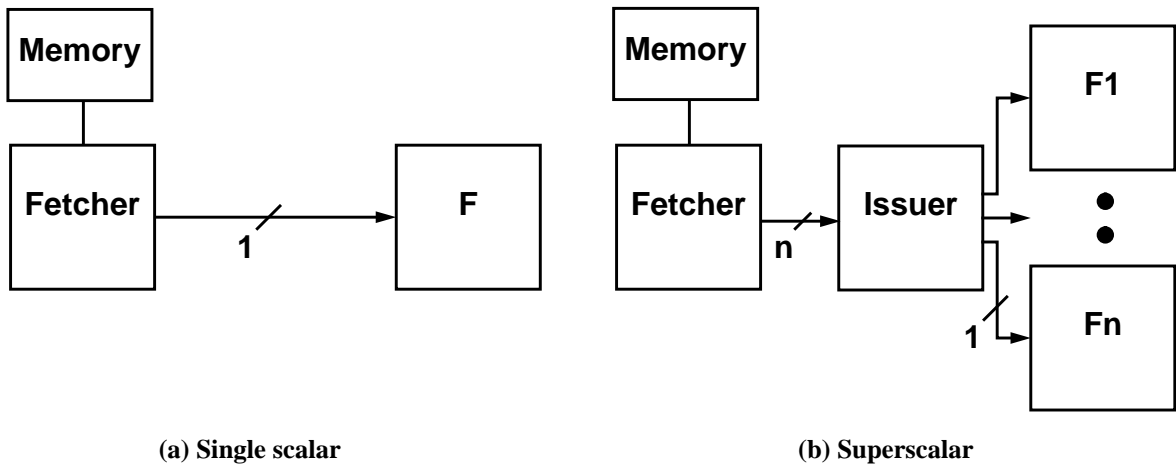 Memory
Fetcher
1
F
(a) Single scalar
Memory
Fetcher
n
Issuer
1
F1
Fn
(b) Superscalar